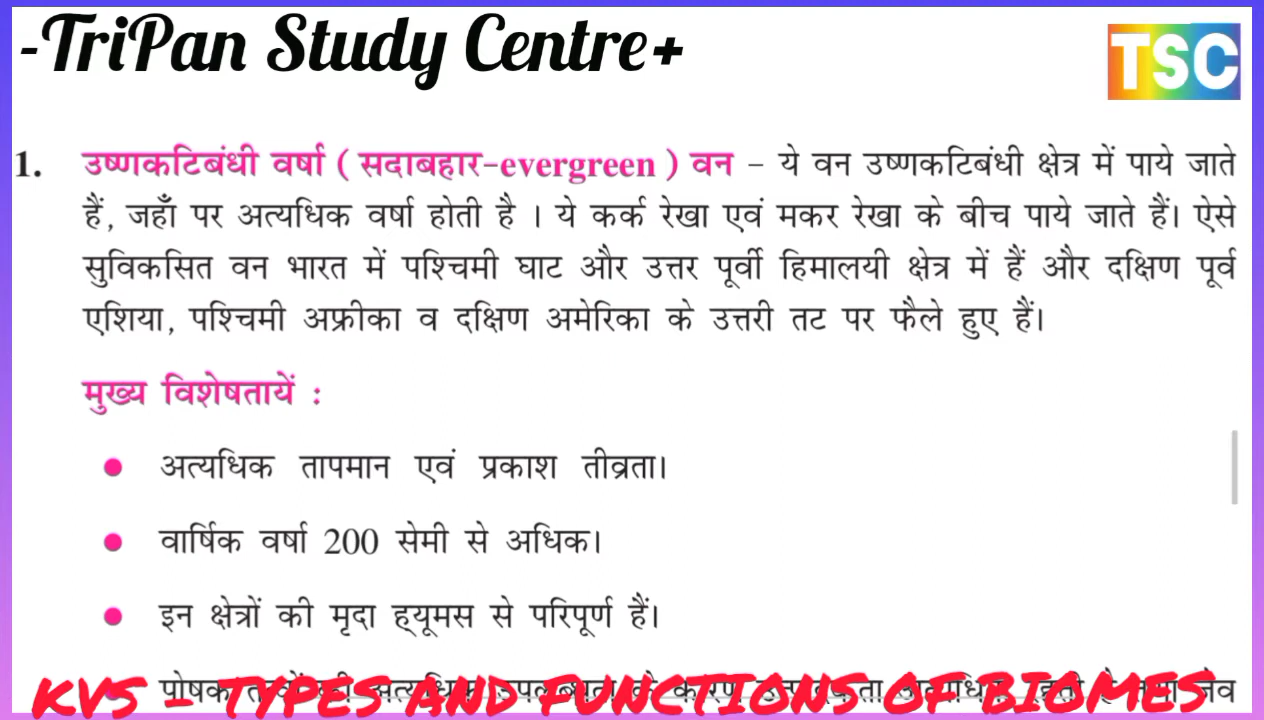 -TriPan Study Centre+
TSC
1. उष्णकटिबंधी वर्षा ( सदाबहार-evergreen ) वन – ये वन उष्णकटिबंधी क्षेत्र में पाये जाते
हैं, जहाँ पर अत्यधिक वर्षा होती है । ये कर्क रेखा एवं मकर रेखा के बीच पाये जाते हैं। ऐसे
सुविकसित वन भारत में पश्चिमी घाट और उत्तर पूर्वी हिमालयी क्षेत्र में हैं और दक्षिण पूर्व
एशिया, पश्चिमी अफ्रीका व दक्षिण अमेरिका के उत्तरी तट पर फैले हुए हैं।
मुख्य विशेषतायें :
• अत्यधिक तापमान एवं प्रकाश तीव्रता।
• वार्षिक वर्षा 200 सेमी से अधिक।
• इन क्षेत्रों की मृदा ह्यूमस से परिपूर्ण हैं।
• पोषक के कारण जैव
KVS - TYPES AND FUNCTIONS OF BIOMES